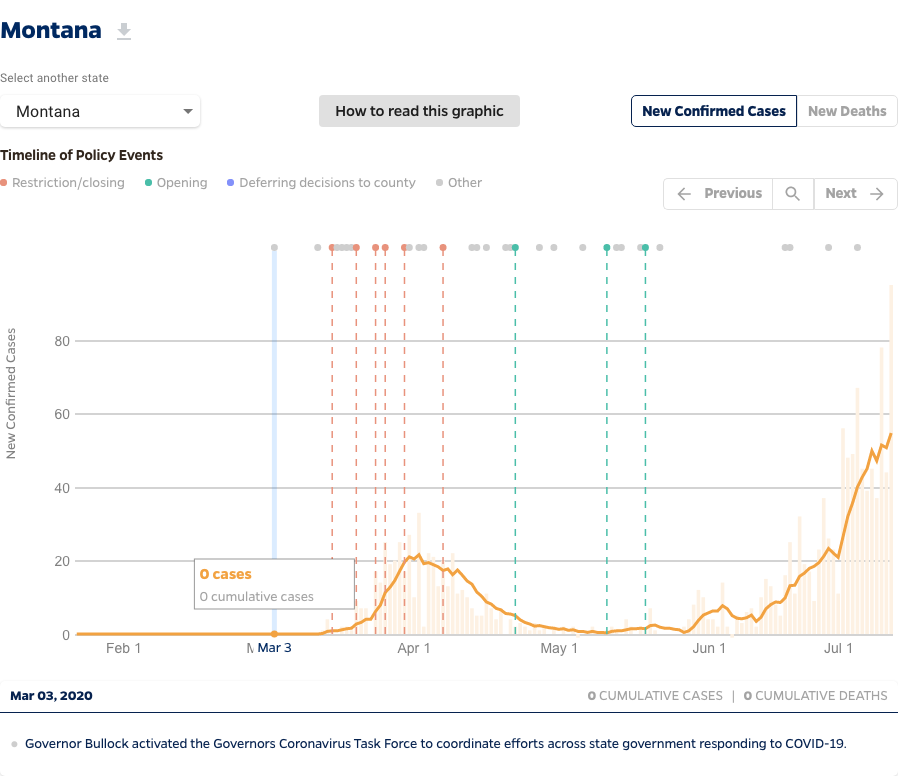 Montana
Select another state
Montana
How to read this graphic
New Confirmed Cases
New Deaths
Timeline of Policy Events
Restriction/closing
Opening
Deferring decisions to county
Other
Previous
Next
New Confirmed Cases
80
60
40
20
0
0 cases
0 cumulative cases
Feb 1
M
Mar 3
Apr 1
May 1
Jun 1
Jul 1
Mar 03, 2020
0 CUMULATIVE CASES | 0 CUMULATIVE DEATHS
Governor Bullock activated the Governors Coronavirus Task Force to coordinate efforts across state government responding to COVID-19.